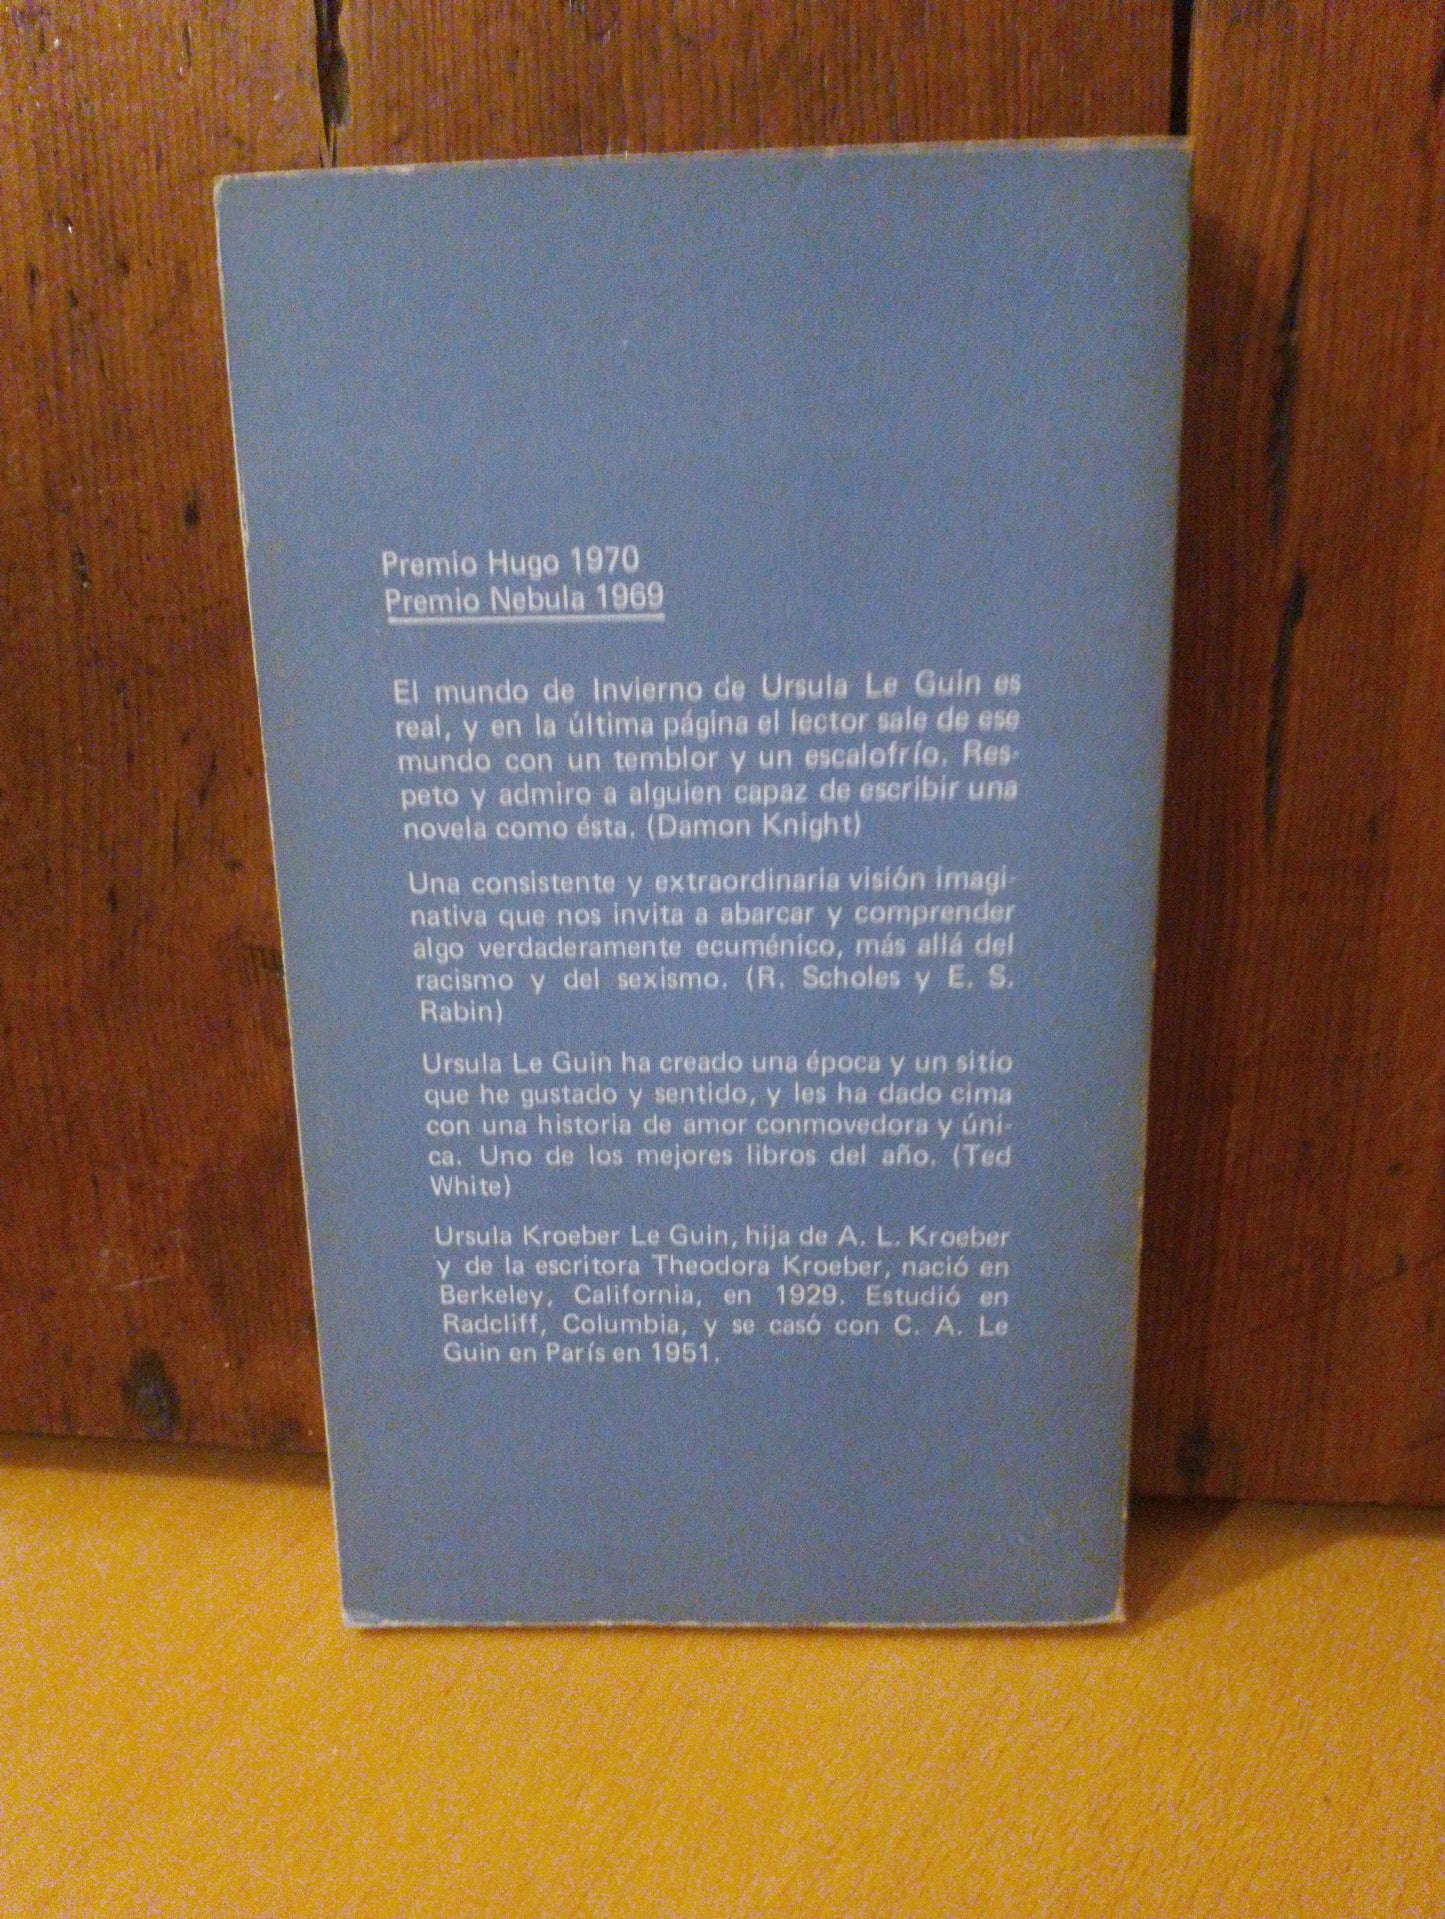 Premio Hugo 1970
Premio Nebula 1969
El mundo de Invierno de Ursula Le Guin es
real, y en la última página el lector sale de ese
mundo con un temblor y un escalofrío. Res-
peto y admiro a alguien capaz de escribir una
novela como ésta. (Damon Knight)
Una consistente y extraordinaria visión imagi-
nativa que nos invita a abarcar y comprender
algo verdaderamente ecuménico, más allá del
racismo y del sexismo. (R. Scholes y E. S.
Rabin)
Ursula Le Guin ha creado una época y un sitio
que he gustado y sentido, y les ha dado cima
con una historia de amor conmovedora y úni-
ca. Uno de los mejores libros del año. (Ted
White)
Ursula Kroeber Le Guin, hija de A. L. Kroeber
y de la escritora Theodora Kroeber, nació en
Berkeley, California, en 1929. Estudió en
Radcliff, Columbia, y se casó con C. A. Le
Guin en París en 1951.